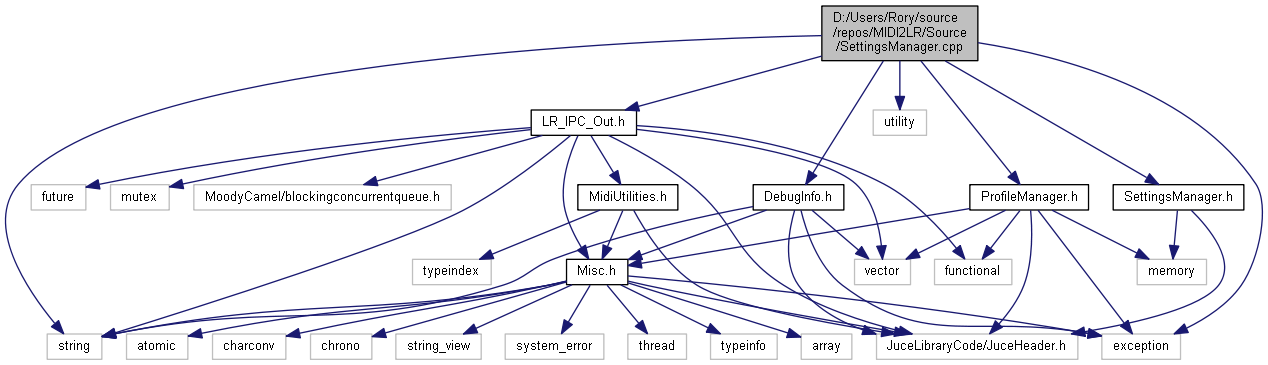 D:/Users/Rory/source
/repos/MIDI2LR/Source
/SettingsManager.cpp
LR_IPC_Out.h
utility
future
mutex
MoodyCamel/blockingconcurrentqueue.h
MidiUtilities.h
DebugInfo.h
ProfileManager.h
SettingsManager.h
typeindex
Misc.h
vector
functional
memory
string
atomic
charconv
chrono
string_view
system_error
thread
typeinfo
array
JuceLibraryCode/JuceHeader.h
exception